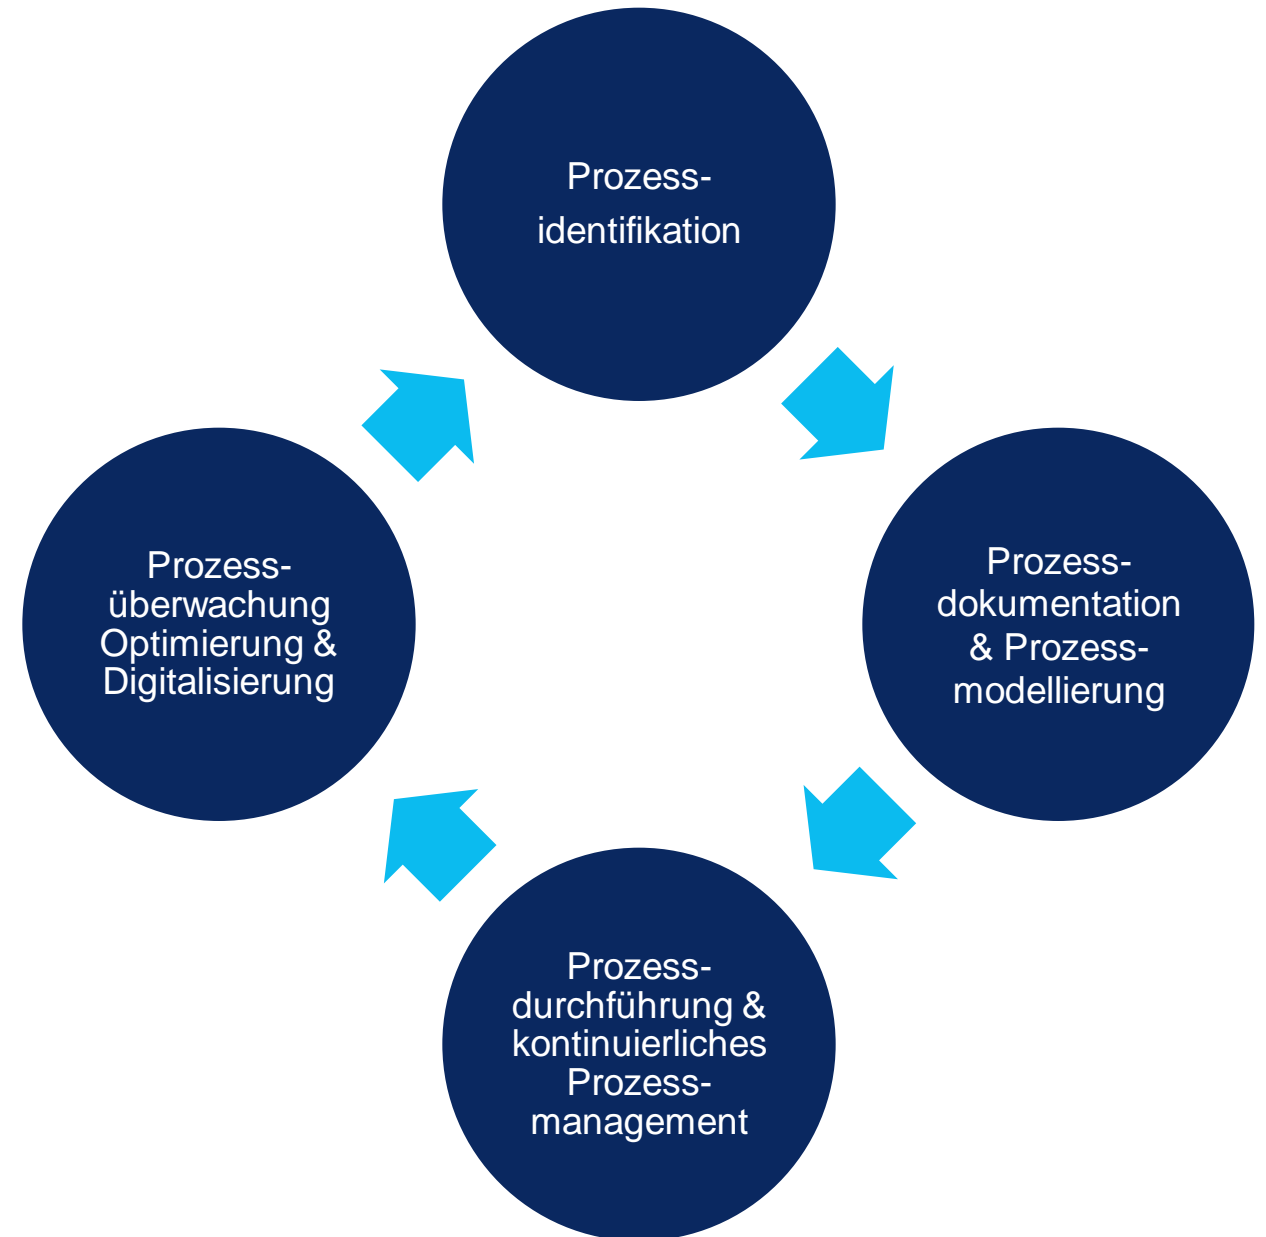 Prozess-
identifikation
Prozess-
dokumentation
& Prozess-
modellierung
Prozess-
durchführung &
kontinuierliches
Prozess-
management
Prozess-
überwachung
Optimierung &
Digitalisierung